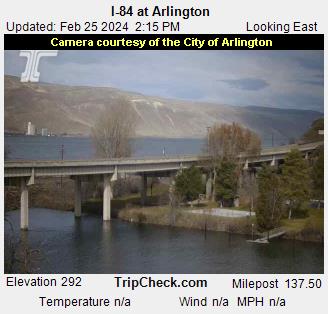 I-84 at Arlington
Updated: Feb 25 2024 2:15 PM Looking East
Camera courtesy of the City of Arlington
Elevation 292 TripCheck.com Milepost 137.50
Temperature n/a Wind n/a MPH n/a